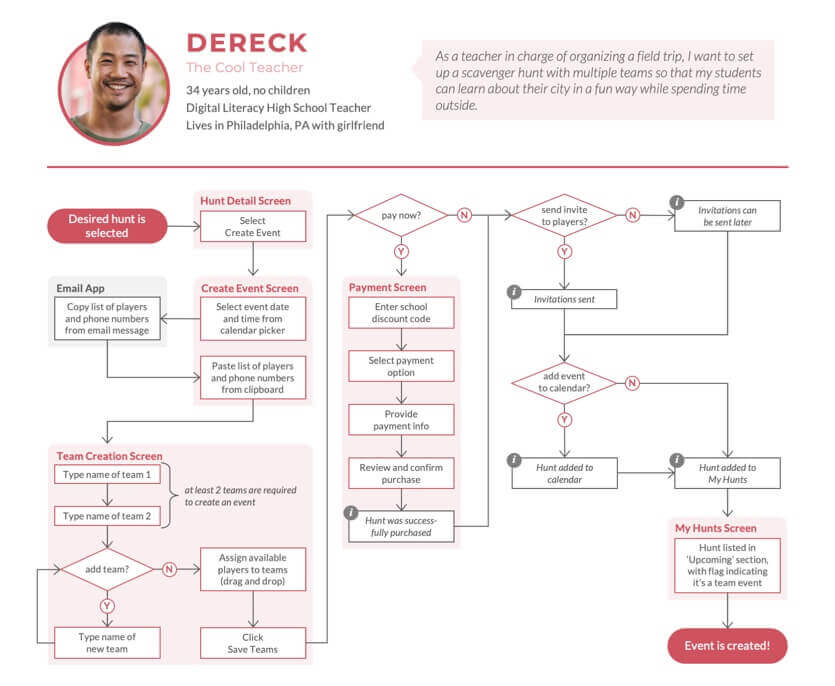 DERECK
The Cool Teacher
34 years old, no children
Digital Literacy High School Teacher
Lives in Philadelphia, PA with girlfriend
As a teacher in charge of organizing a field trip, I want to set
up a scavenger hunt with multiple teams so that my students
can learn about their city in a fun way while spending time
outside.
Desired hunt is
selected
Hunt Detail Screen
Select
Create Event
Email App
Copy list of players
and phone numbers
from email message
Create Event Screen
Select event date
and time from
calendar picker
Paste list of players
and phone numbers
from clipboard
Team Creation Screen
Type name of team 1
Type name of team 2
at least 2 teams are required
to create an event
add team?
N
Y
Type name of
new team
Assign available
players to teams
(drag and drop)
Click
Save Teams
pay now?
N
Y
Payment Screen
Enter school
discount code
Select payment
option
Provide
payment info
Review and confirm
purchase
i
Hunt was success-
fully purchased
send invite
to players?
N
Y
i
Invitations can
be sent later
i
Invitations sent
add event
to calendar?
N
Y
i
Hunt added to
calendar
i
Hunt added to
My Hunts
My Hunts Screen
Hunt listed in
‘Upcoming’ section,
with flag indicating
it’s a team event
Event is created!